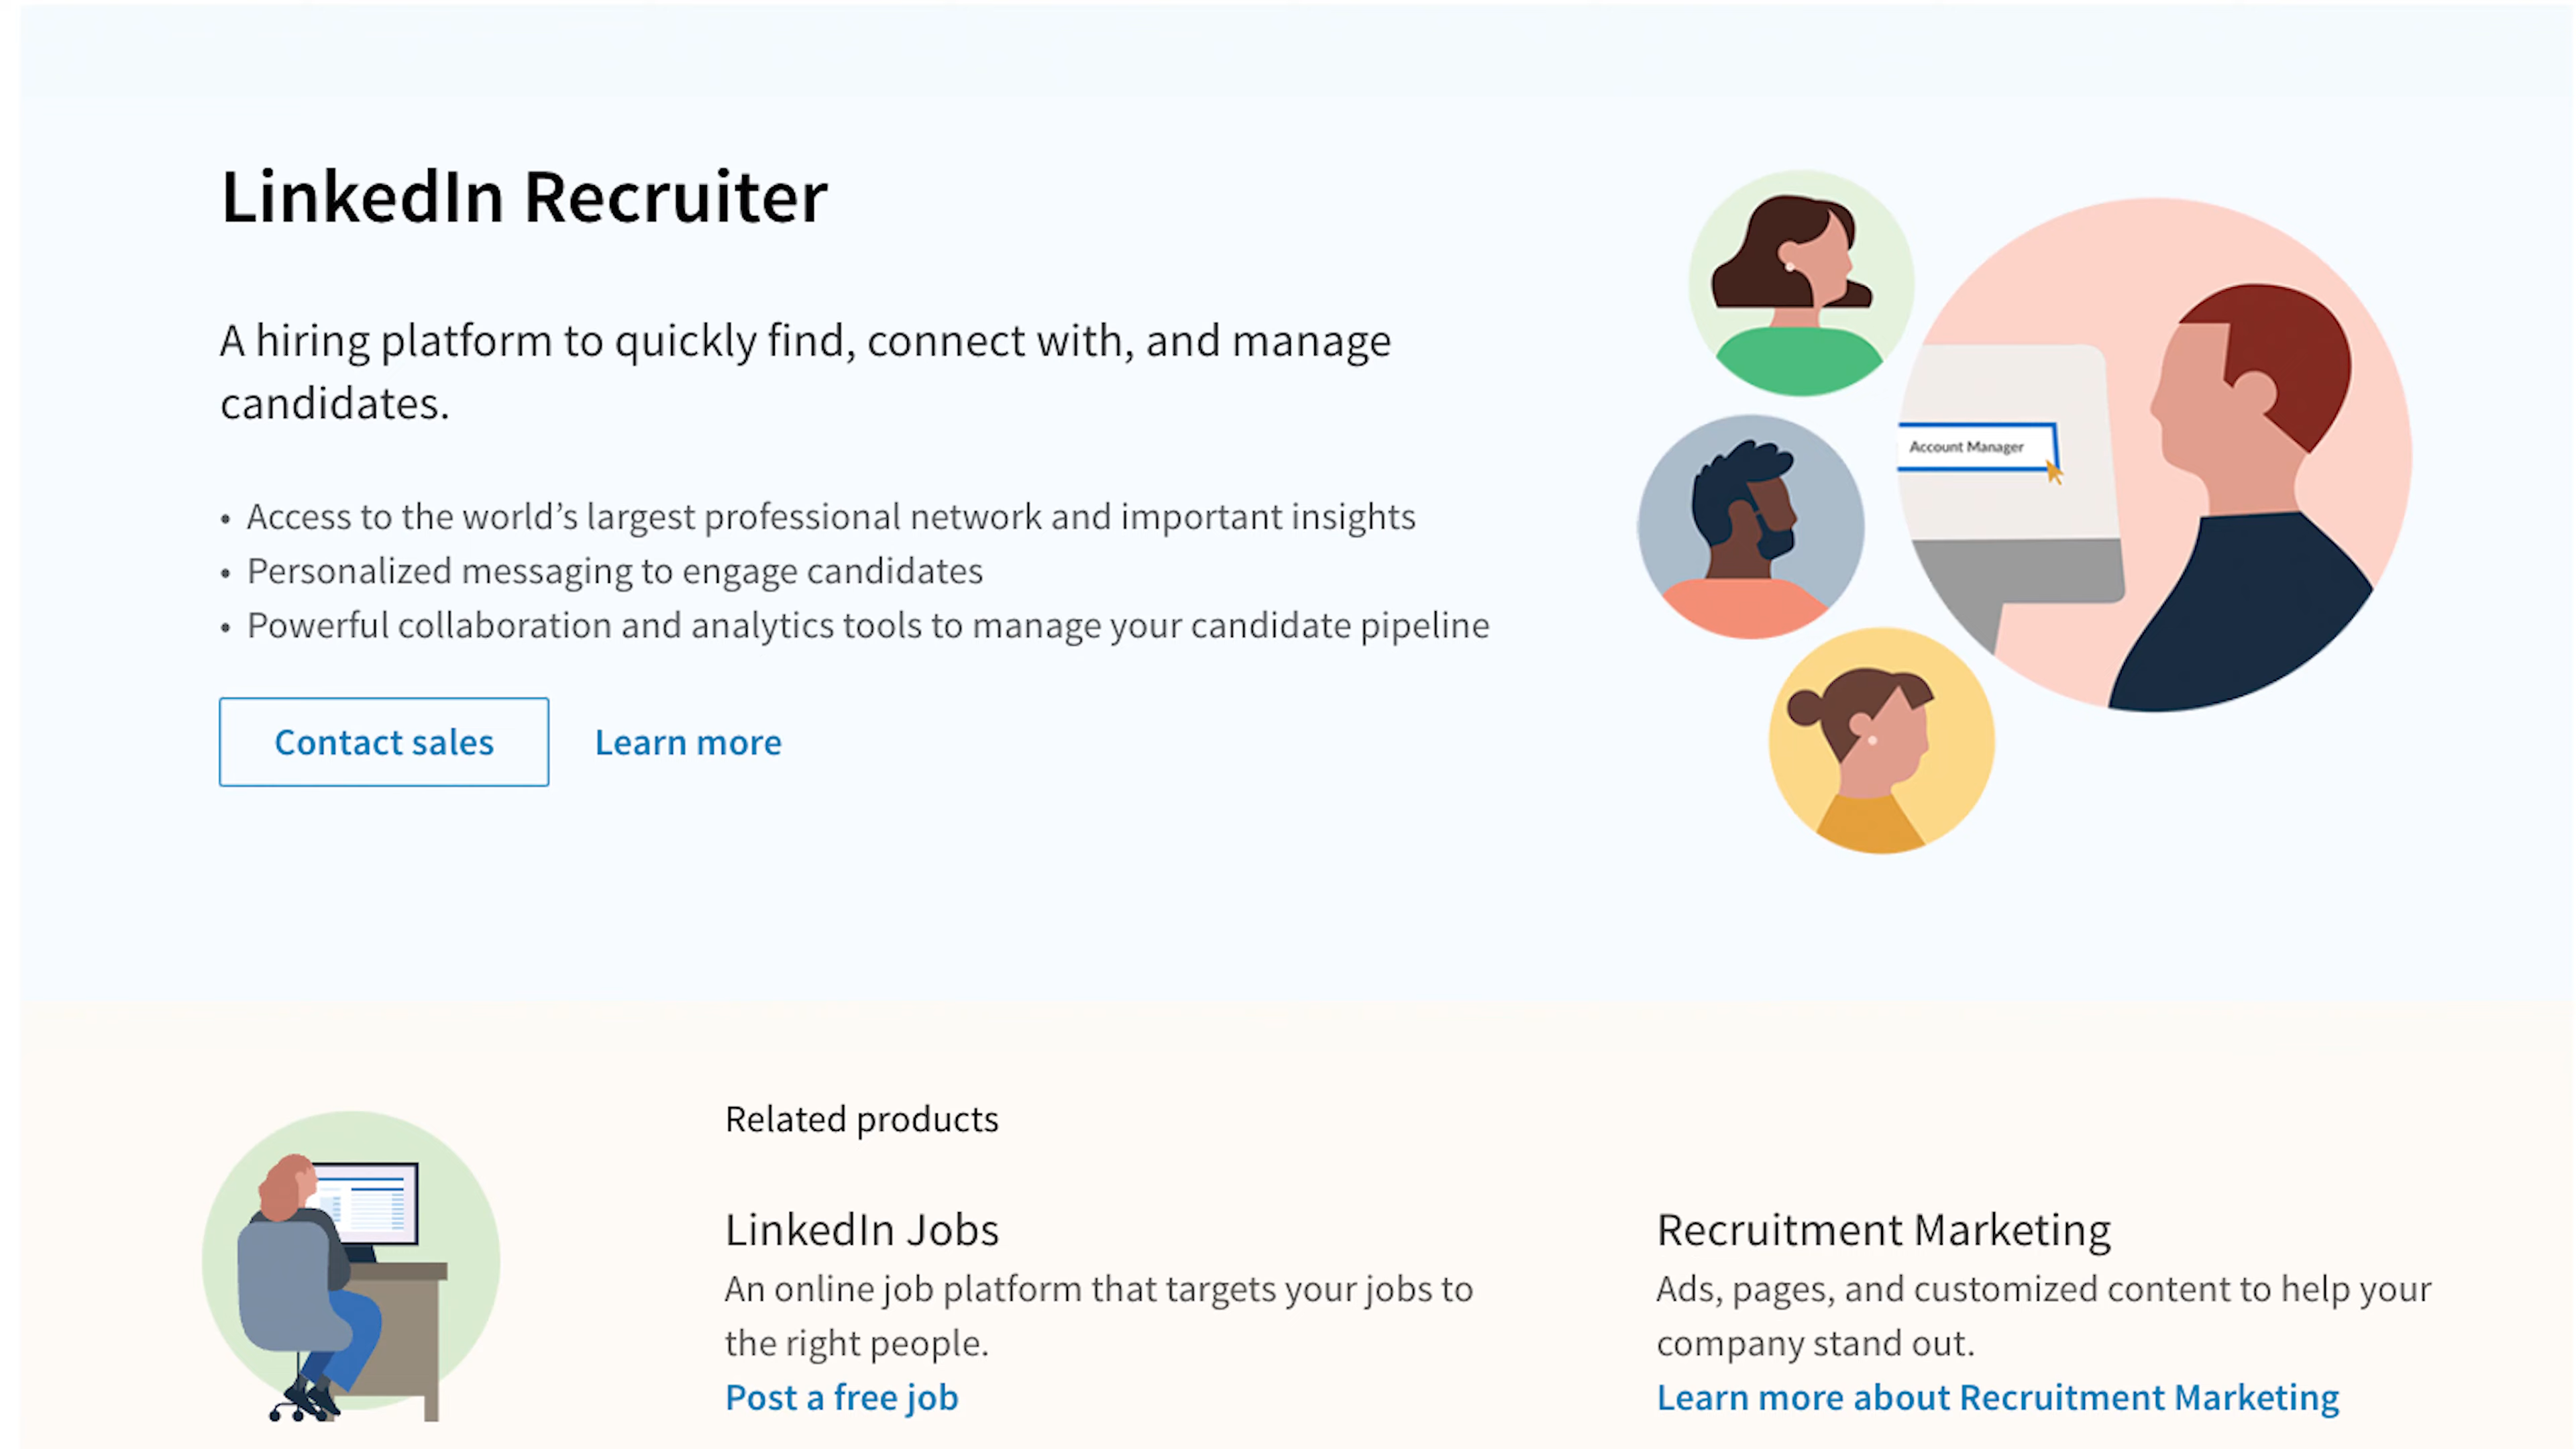 LinkedIn Recruiter
A hiring platform to quickly find, connect with, and manage
candidates.
• Access to the world’s largest professional network and important insights
• Personalized messaging to engage candidates
• Powerful collaboration and analytics tools to manage your candidate pipeline
Contact sales
Learn more
Account Manager
Related products
LinkedIn Jobs
An online job platform that targets your jobs to
the right people.
Post a free job
Recruitment Marketing
Ads, pages, and customized content to help your
company stand out.
Learn more about Recruitment Marketing